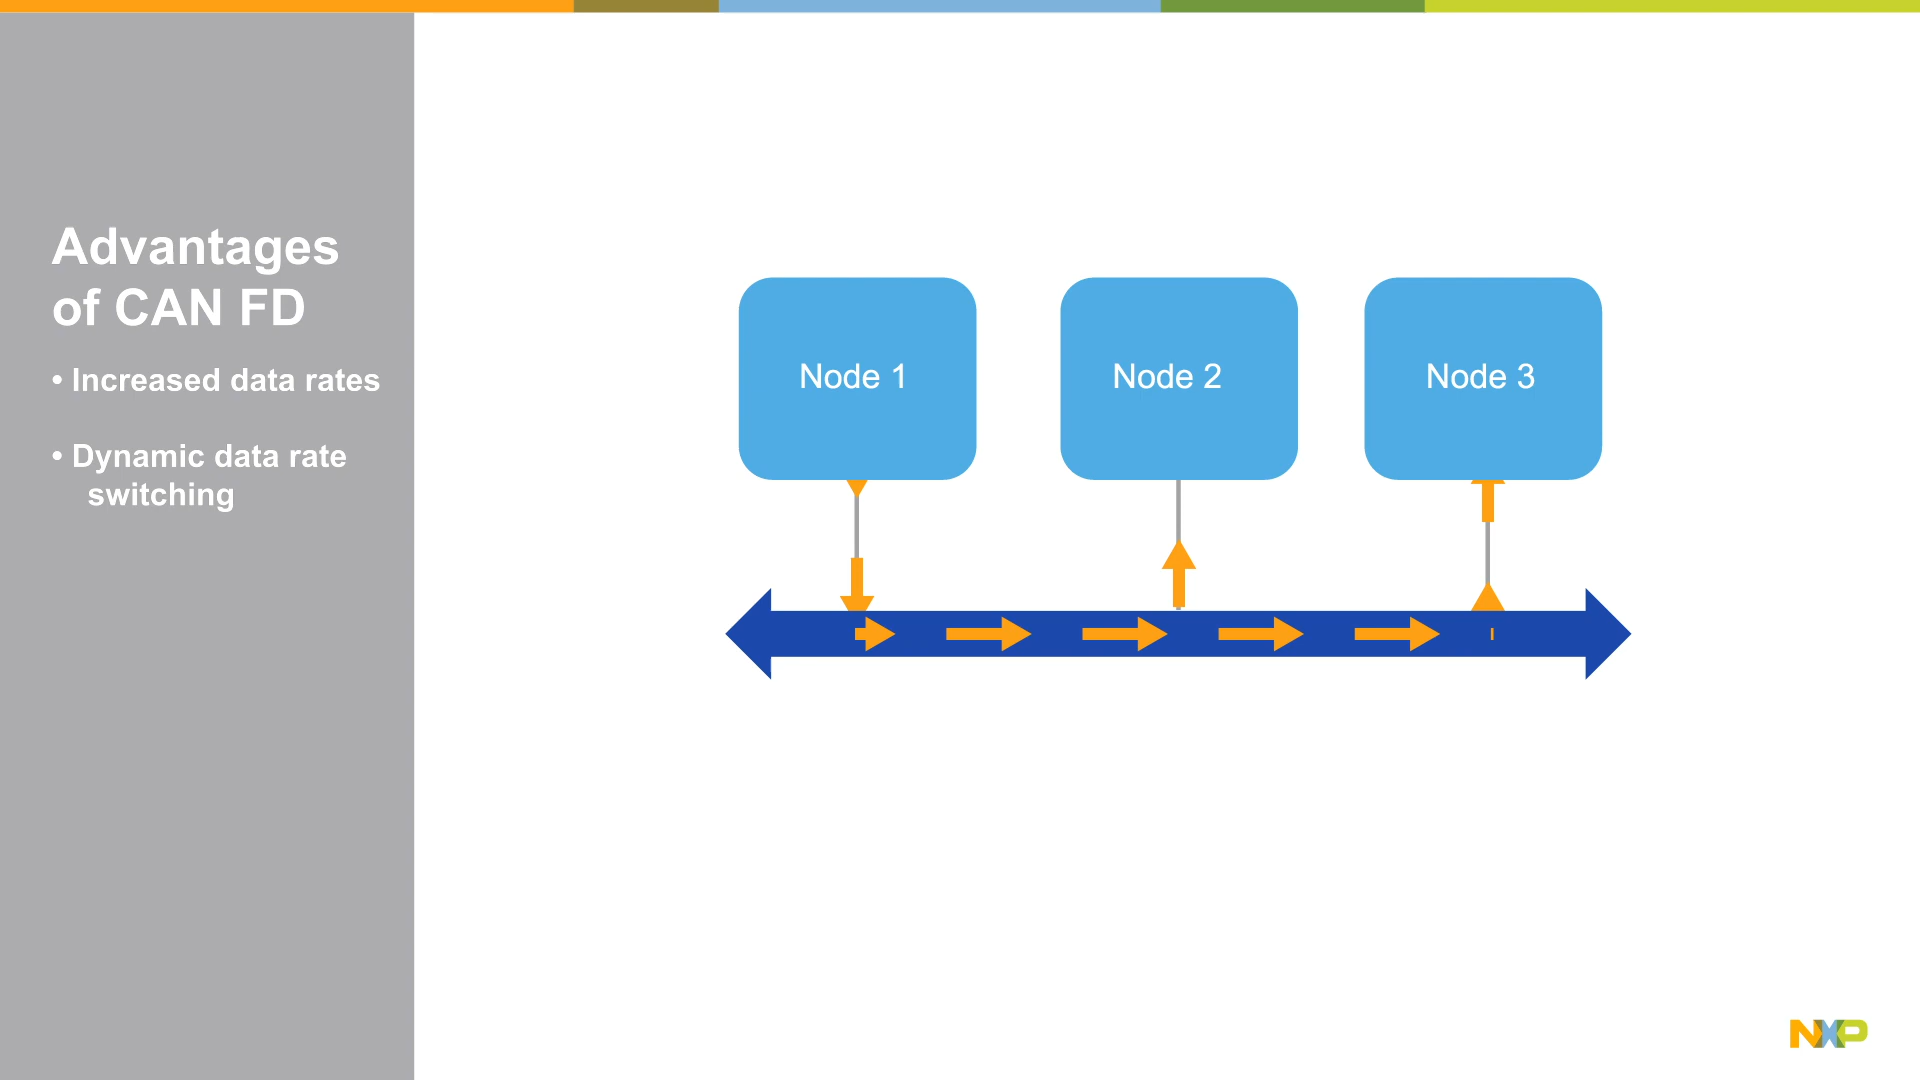 Advantages
of CAN FD
• Increased data rates
• Dynamic data rate
switching
Node 1
Node 2
Node 3
NXP